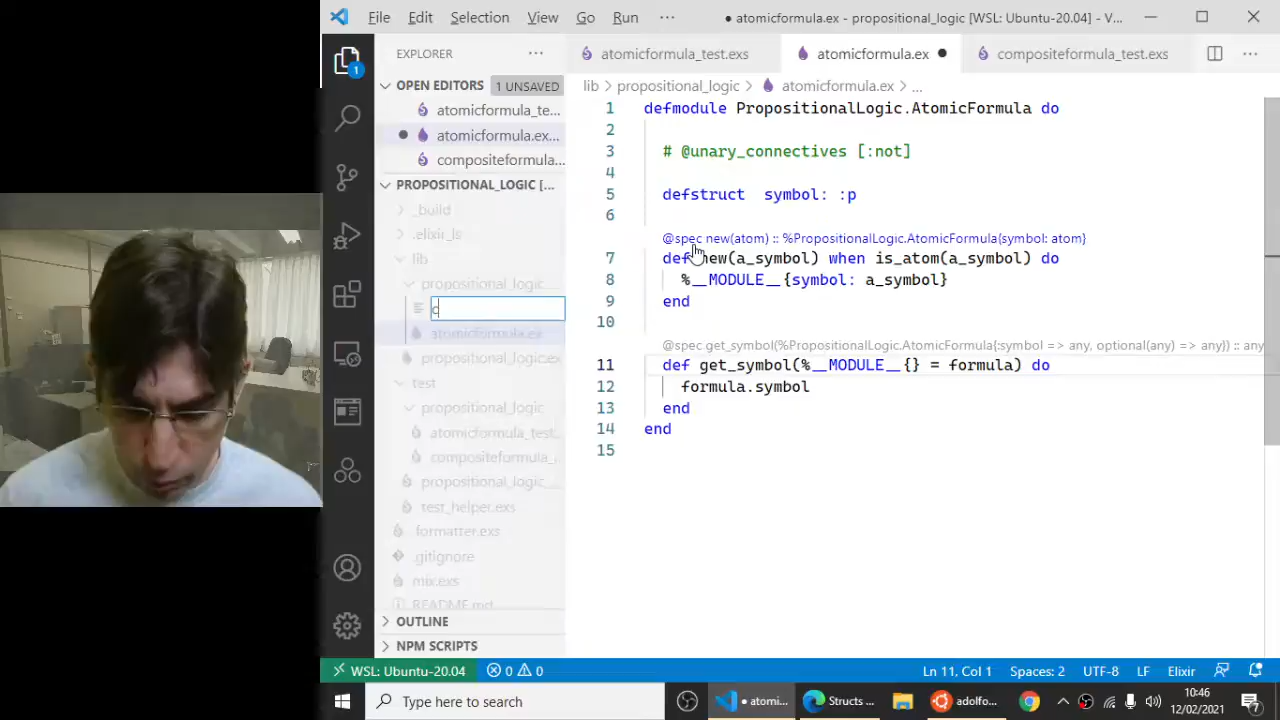 File Edit Selection View Go Run ··· ● atomicformula.ex - propositional_logic [WSL: Ubuntu-20.04] - V...
EXPLORER ···
atomicformula_test.exs atomicformula.ex ● compositeformula_test.exs ···
1
OPEN EDITORS 1 UNSAVED
atomicformula_te...
atomicformula.ex...
compositeformula...
PROPOSITIONAL_LOGIC [...
_build
.elixir_ls
lib
propositional_logic
c
atomicformula.ex
propositional_logic.ex
test
propositional_logic
atomicformula_test...
compositeformula_...
propositional_logic...
test_helper.exs
.formatter.exs
.gitignore
mix.exs
README.md
OUTLINE
NPM SCRIPTS
lib > propositional_logic > atomicformula.ex > ...
1 defmodule PropositionalLogic.AtomicFormula do
2
3 # @unary_connectives [:not]
4
5 defstruct symbol: :p
6
@spec new(atom) :: %PropositionalLogic.AtomicFormula{symbol: atom}
7 def new(a_symbol) when is_atom(a_symbol) do
8 %__MODULE__{symbol: a_symbol}
9 end
10
@spec get_symbol(%PropositionalLogic.AtomicFormula{:symbol => any, optional(any) => any}) :: any
11 def get_symbol(%__MODULE__{} = formula) do
12 formula.symbol
13 end
14 end
15
WSL: Ubuntu-20.04 0 0 Ln 11, Col 1 Spaces: 2 UTF-8 LF Elixir
Type here to search ● atomi... Structs ... adolfo... 10:46
12/02/2021
7